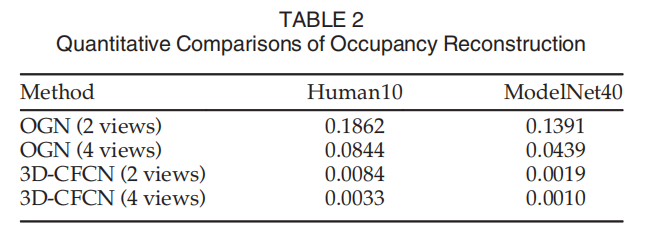 TABLE 2
Quantitative Comparisons of Occupancy Reconstruction
Method Human10 ModelNet40
OGN (2 views) 0.1862 0.1391
OGN (4 views) 0.0844 0.0439
3D-CFCN (2 views) 0.0084 0.0019
3D-CFCN (4 views) 0.0033 0.0010